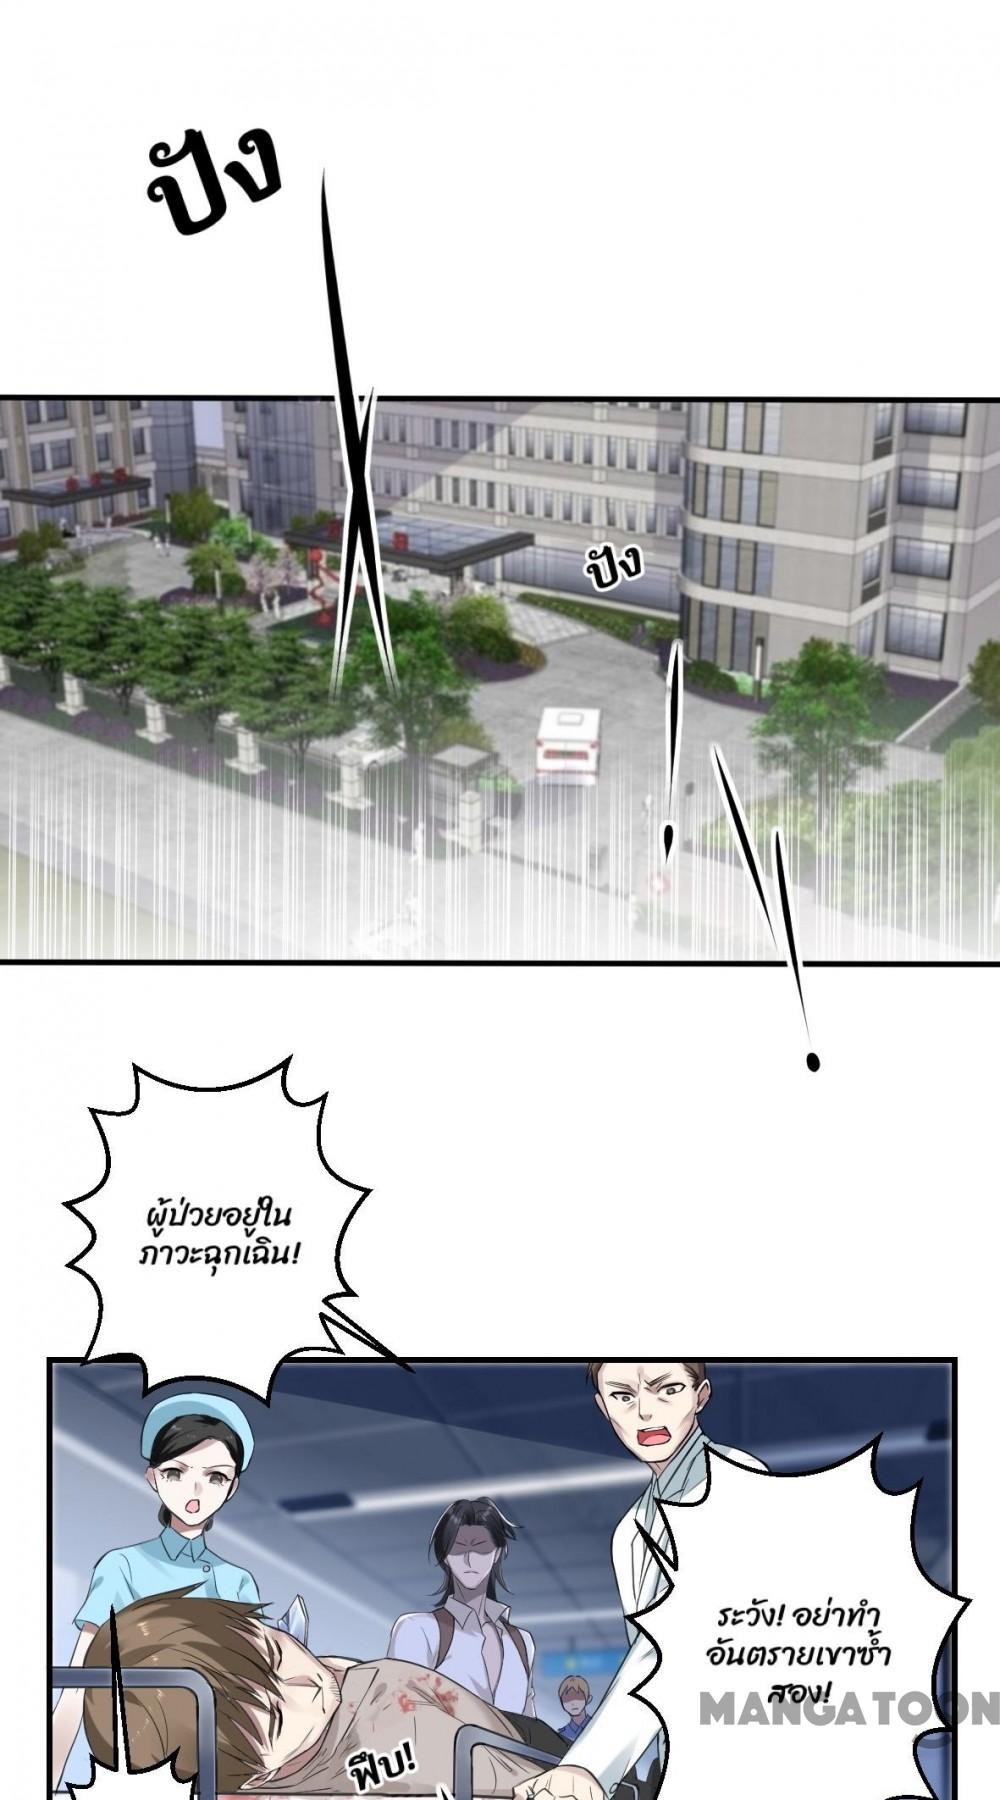 ปัง
ปัง
ผู้ป่วยอยู่ใน
ภาวะฉุกเฉิน!
ระวัง! อย่าทำ
อันตรายเขาซ้ำ
สอง!
MANGATOON
ฟึบ!